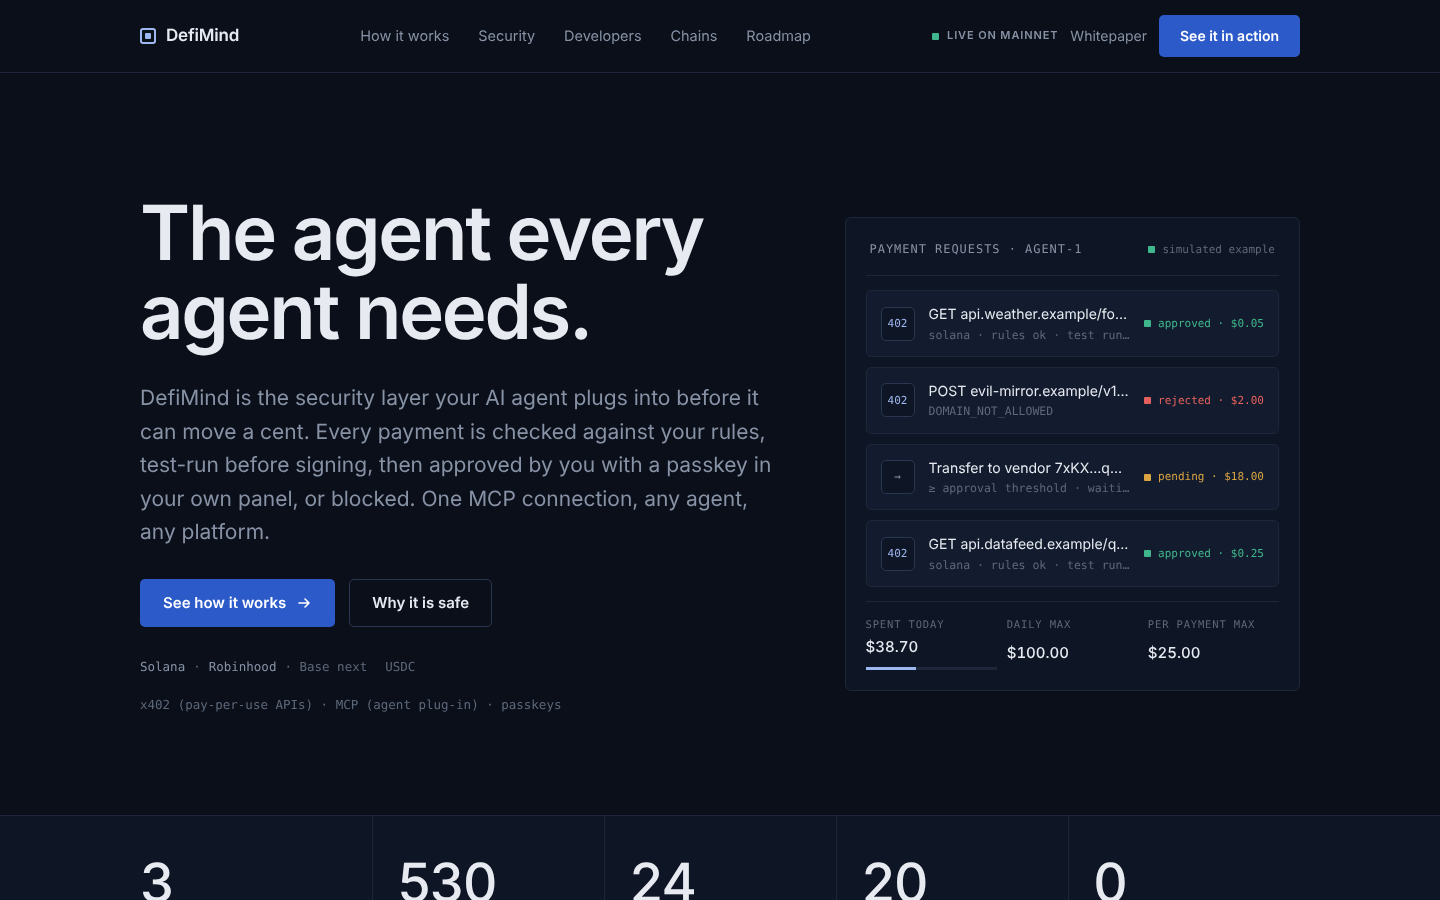 DefiMind
How it works
Security
Developers
Chains
Roadmap
LIVE ON MAINNET
Whitepaper
See it in action
The agent every
agent needs.
DefiMind is the security layer your AI agent plugs into before it
can move a cent. Every payment is checked against your rules,
test-run before signing, then approved by you with a passkey in
your own panel, or blocked. One MCP connection, any agent,
any platform.
See how it works →
Why it is safe
Solana · Robinhood · Base next USDC
x402 (pay-per-use APIs) · MCP (agent plug-in) · passkeys
PAYMENT REQUESTS · AGENT-1
simulated example
402
GET api.weather.example/fo...
solana · rules ok · test run…
approved · $0.05
402
POST evil-mirror.example/v1...
DOMAIN_NOT_ALLOWED
rejected · $2.00
→
Transfer to vendor 7xKX...q...
≥ approval threshold · waiti…
pending · $18.00
402
GET api.datafeed.example/q...
solana · rules ok · test run…
approved · $0.25
SPENT TODAY
$38.70
DAILY MAX
$100.00
PER PAYMENT MAX
$25.00
3
530
24
20
0